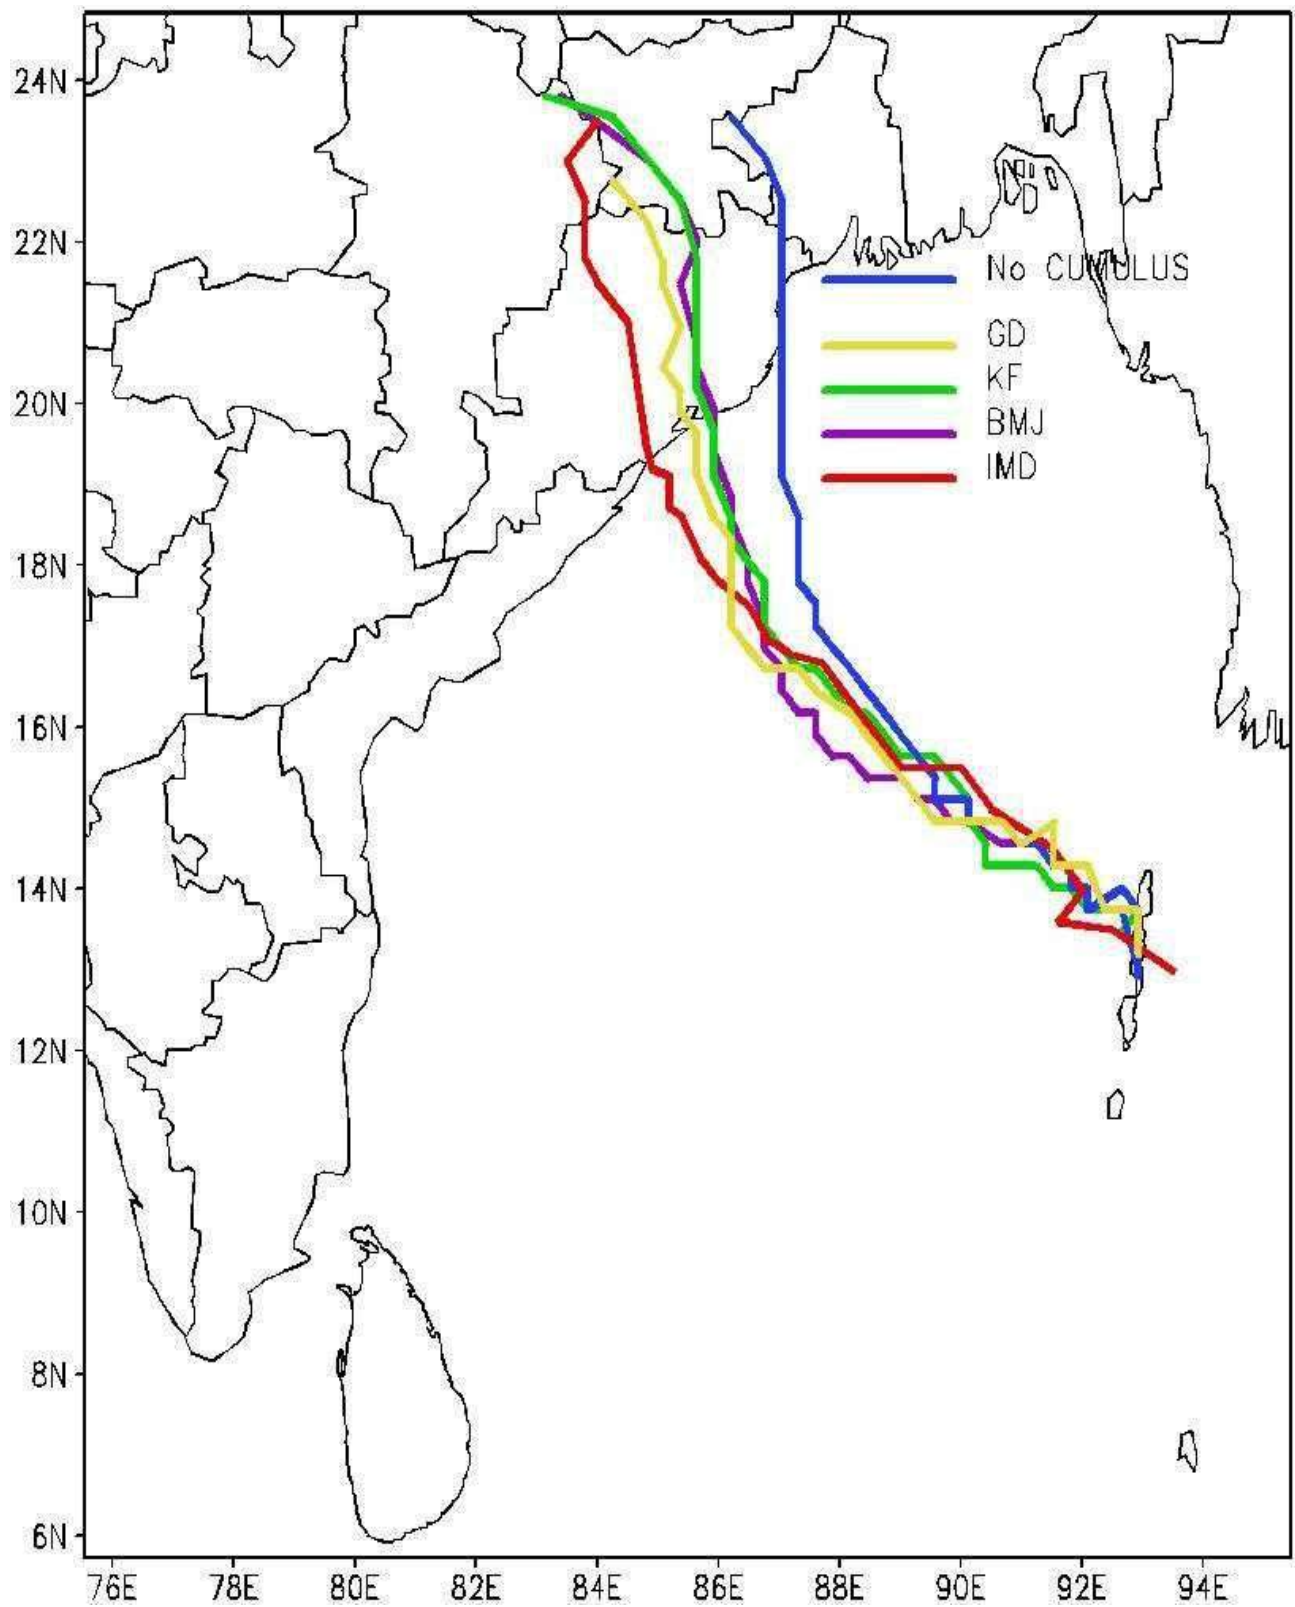 24N
22N
20N
18N
16N
14N
12N
10N
8N
6N
No CUMULUS
GD
KF
BMJ
IMD
76E 78E 80E 82E 84E 86E 88E 90E 92E 94E